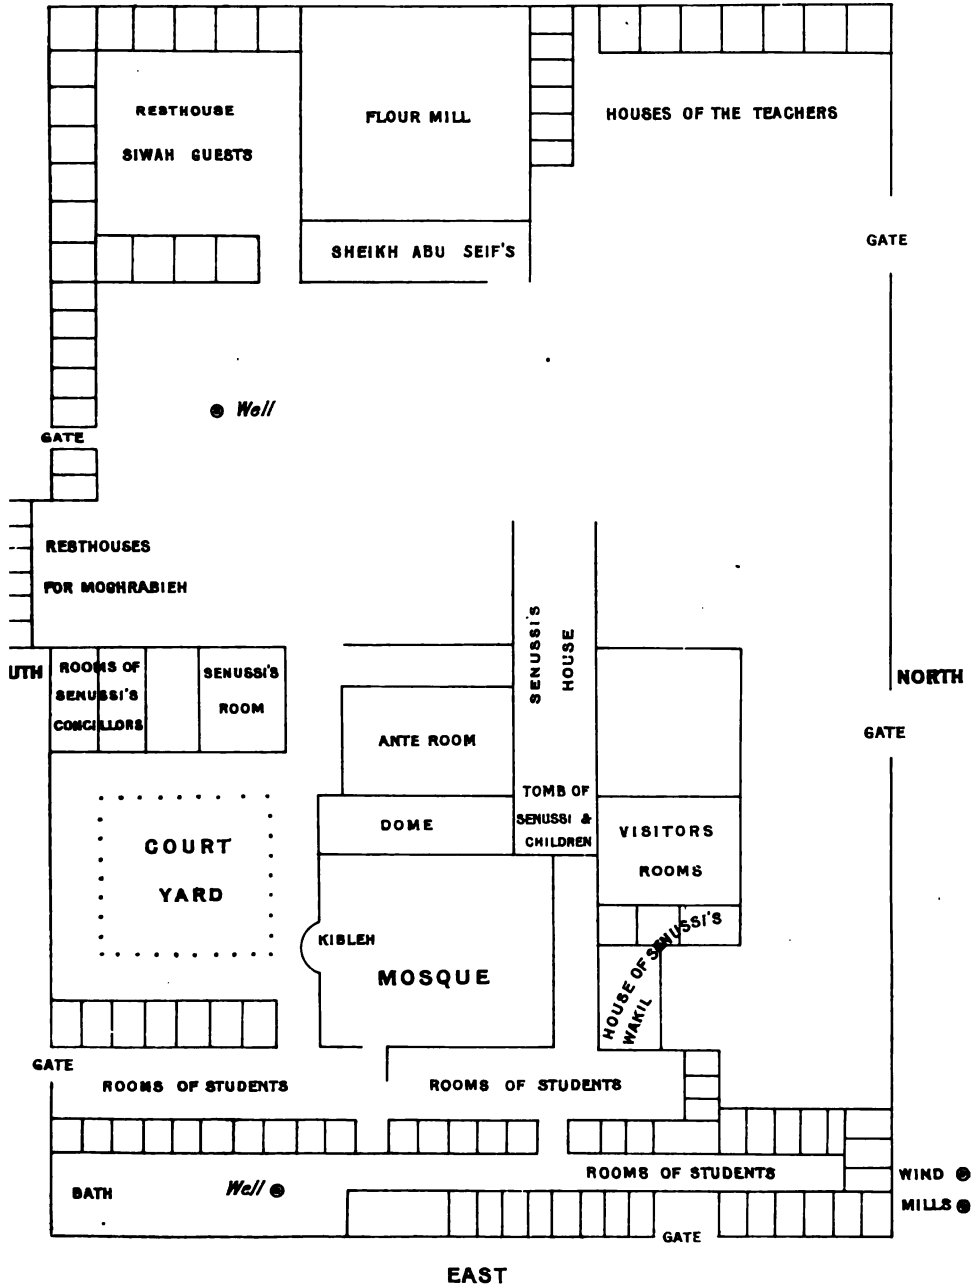 RESTHOUSE
SIWAH GUESTS
FLOUR MILL
HOUSES OF THE TEACHERS
SHEIKH ABU SEIF'S
GATE
Well
GATE
RESTHOUSES
FOR MOGHRABIEH
SENUSSI'S
HOUSE
UTH
ROOMS OF
SENUSSI'S
CONCILLORS
SENUSSI'S
ROOM
NORTH
GATE
ANTE ROOM
TOMB OF
SENUSSI &
CHILDREN
DOME
VISITORS
ROOMS
COURT
YARD
KIBLEH
MOSQUE
HOUSE OF SENUSSI'S
WAKIL
GATE
ROOMS OF STUDENTS
ROOMS OF STUDENTS
ROOMS OF STUDENTS
BATH
Well
WIND
MILLS
GATE
EAST